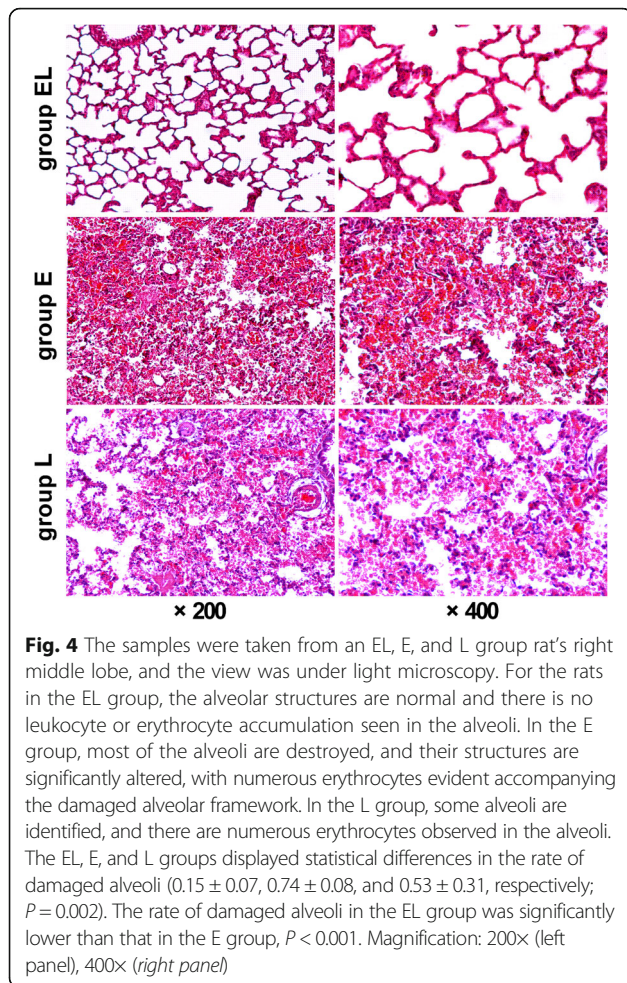 group EL
group E
group L
× 200 × 400
Fig. 4 The samples were taken from an EL, E, and L group rat's right
middle lobe, and the view was under light microscopy. For the rats
in the EL group, the alveolar structures are normal and there is no
leukocyte or erythrocyte accumulation seen in the alveoli. In the E
group, most of the alveoli are destroyed, and their structures are
significantly altered, with numerous erythrocytes evident accompanying
the damaged alveolar framework. In the L group, some alveoli are
identified, and there are numerous erythrocytes observed in the alveoli.
The EL, E, and L groups displayed statistical differences in the rate of
damaged alveoli (0.15 ± 0.07, 0.74 ± 0.08, and 0.53 ± 0.31, respectively;
P = 0.002). The rate of damaged alveoli in the EL group was significantly
lower than that in the E group, P < 0.001. Magnification: 200× (left
panel), 400× (right panel)